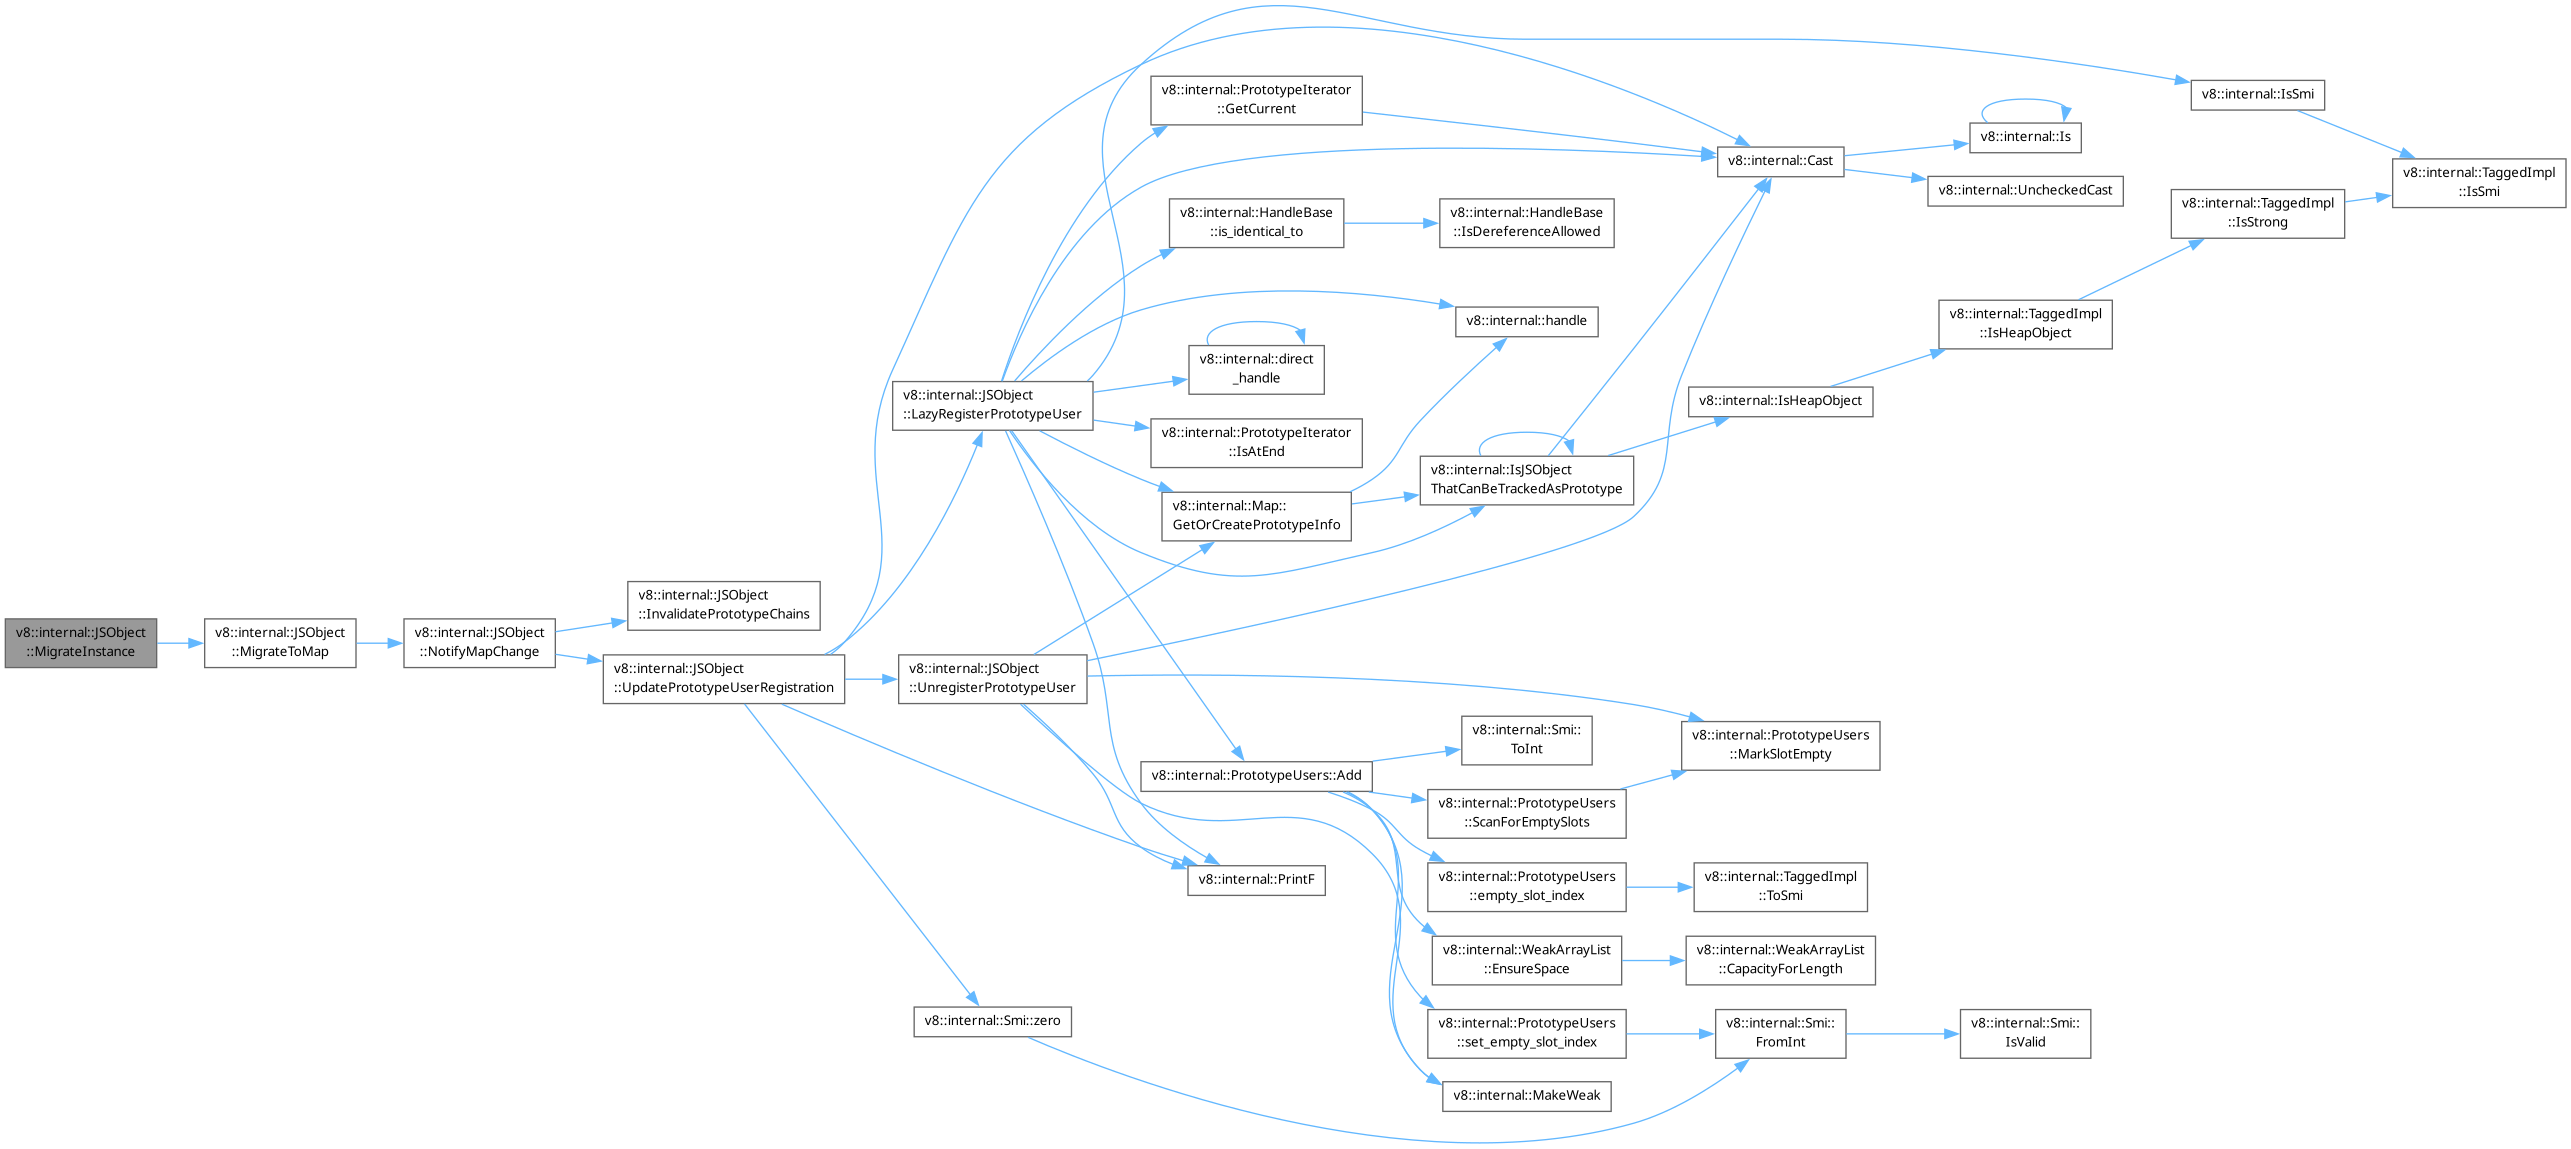 v8::internal::JSObject
::MigrateInstance
v8::internal::JSObject
::MigrateToMap
v8::internal::JSObject
::NotifyMapChange
v8::internal::JSObject
::InvalidatePrototypeChains
v8::internal::JSObject
::UpdatePrototypeUserRegistration
v8::internal::JSObject
::LazyRegisterPrototypeUser
v8::internal::JSObject
::UnregisterPrototypeUser
v8::internal::Smi::zero
v8::internal::PrototypeIterator
::GetCurrent
v8::internal::HandleBase
::is_identical_to
v8::internal::direct
_handle
v8::internal::PrototypeIterator
::IsAtEnd
v8::internal::Map::
GetOrCreatePrototypeInfo
v8::internal::PrototypeUsers::Add
v8::internal::PrintF
v8::internal::HandleBase
::IsDereferenceAllowed
v8::internal::handle
v8::internal::IsJSObject
ThatCanBeTrackedAsPrototype
v8::internal::Smi::
ToInt
v8::internal::PrototypeUsers
::ScanForEmptySlots
v8::internal::PrototypeUsers
::empty_slot_index
v8::internal::WeakArrayList
::EnsureSpace
v8::internal::PrototypeUsers
::set_empty_slot_index
v8::internal::MakeWeak
v8::internal::Cast
v8::internal::IsHeapObject
v8::internal::PrototypeUsers
::MarkSlotEmpty
v8::internal::TaggedImpl
::ToSmi
v8::internal::WeakArrayList
::CapacityForLength
v8::internal::Smi::
FromInt
v8::internal::Is
v8::internal::UncheckedCast
v8::internal::TaggedImpl
::IsHeapObject
v8::internal::Smi::
IsValid
v8::internal::IsSmi
v8::internal::TaggedImpl
::IsStrong
v8::internal::TaggedImpl
::IsSmi